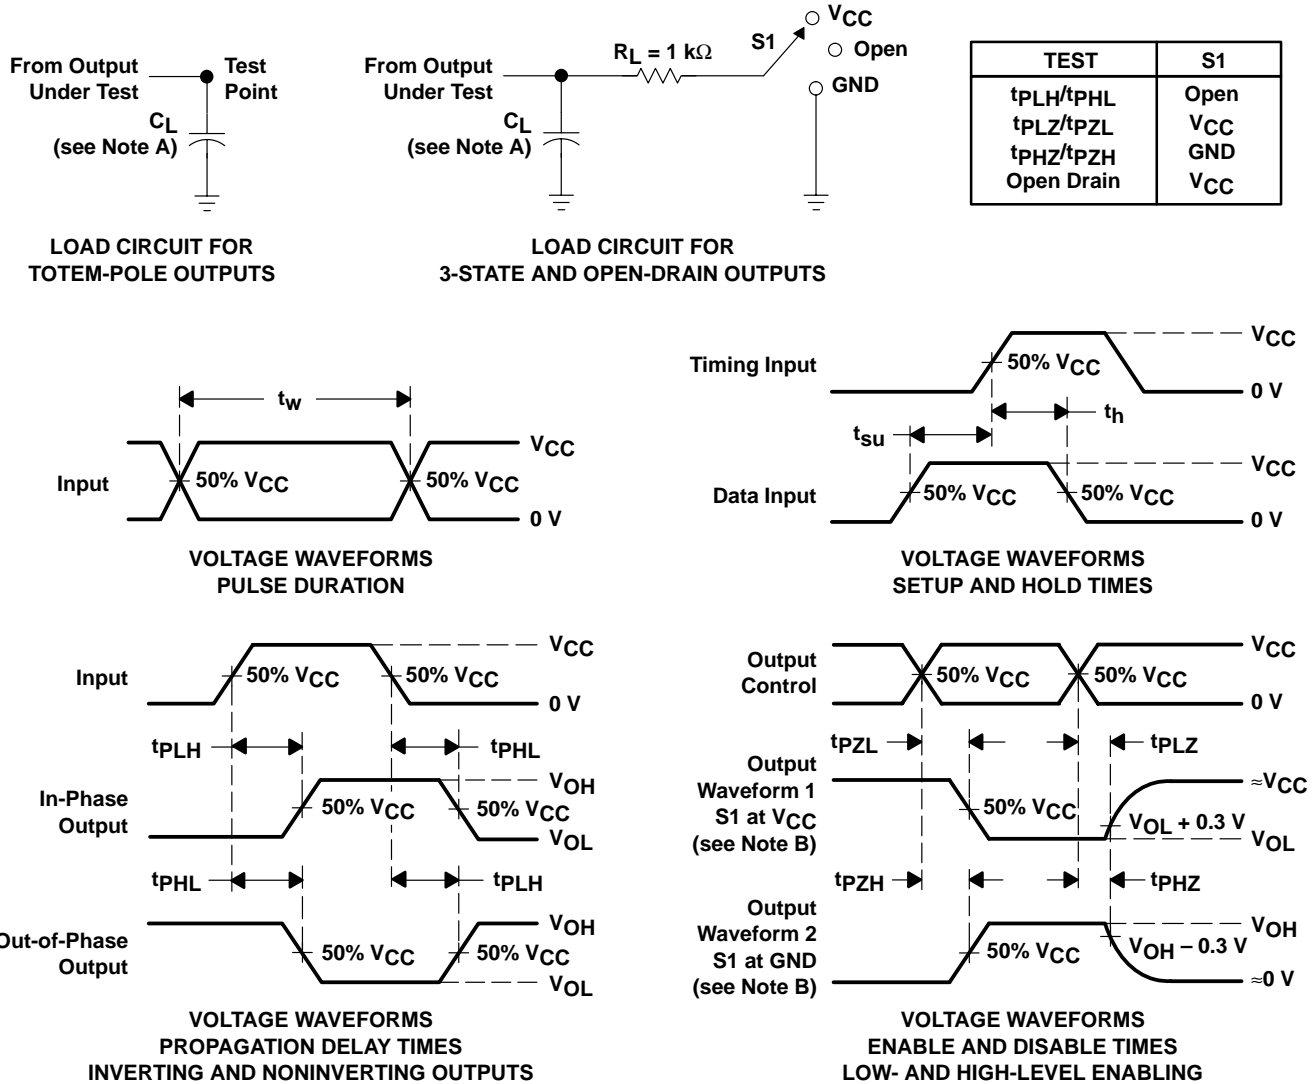 From Output
Under Test
Test
Point
CL
(see Note A)
LOAD CIRCUIT FOR
TOTEM-POLE OUTPUTS
From Output
Under Test
RL = 1 kΩ
S1
VCC
Open
GND
CL
(see Note A)
LOAD CIRCUIT FOR
3-STATE AND OPEN-DRAIN OUTPUTS
TEST S1
tPLH/tPHL Open
tPLZ/tPZL VCC
tPHZ/tPZH GND
Open Drain VCC
tw
Input
50% VCC
50% VCC
VCC
0 V
VOLTAGE WAVEFORMS
PULSE DURATION
Timing Input
50% VCC
VCC
0 V
th
tsu
Data Input
50% VCC
50% VCC
VCC
0 V
VOLTAGE WAVEFORMS
SETUP AND HOLD TIMES
Input
50% VCC
50% VCC
VCC
0 V
tPLH
tPHL
In-Phase
Output
50% VCC
50% VCC
VOH
VOL
tPHL
tPLH
Out-of-Phase
Output
50% VCC
50% VCC
VOH
VOL
VOLTAGE WAVEFORMS
PROPAGATION DELAY TIMES
INVERTING AND NONINVERTING OUTPUTS
Output
Control
50% VCC
50% VCC
VCC
0 V
tPZL
tPLZ
Output
Waveform 1
S1 at VCC
(see Note B)
50% VCC
≈VCC
VOL + 0.3 V
VOL
tPZH
tPHZ
Output
Waveform 2
S1 at GND
(see Note B)
50% VCC
VOH
VOH − 0.3 V
≈0 V
VOLTAGE WAVEFORMS
ENABLE AND DISABLE TIMES
LOW- AND HIGH-LEVEL ENABLING